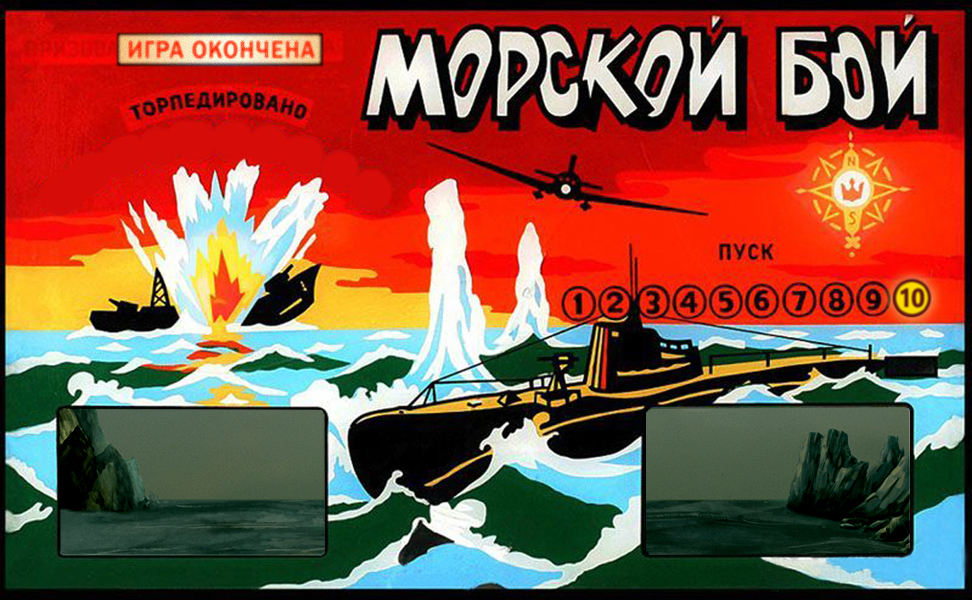 ИГРА ОКОНЧЕНА
МОРСКОЙ БОЙ
ТОРПЕДИРОВАНО
N
S
ПУСК
1 2 3 4 5 6 7 8 9 10